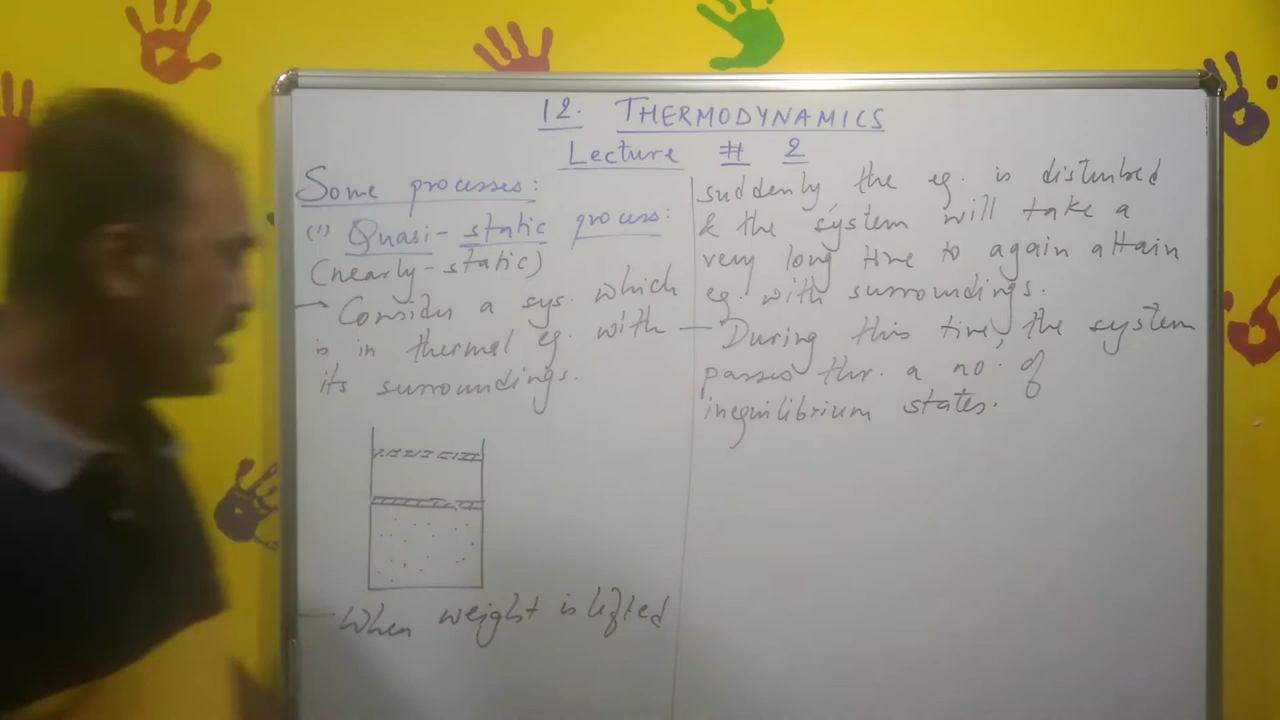 12. THERMODYNAMICS
Lecture # 2
Some processes:
(i) Quasi-static process:
(nearly-static)
→ Consider a sys. which
is in thermal eq. with
its surroundings.
— When weight is lifted
suddenly, the eq. is disturbed
& the system will take a
very long time to again attain
eq. with surroundings.
— During this time, the system
passes thr. a no. of
inequilibrium states.